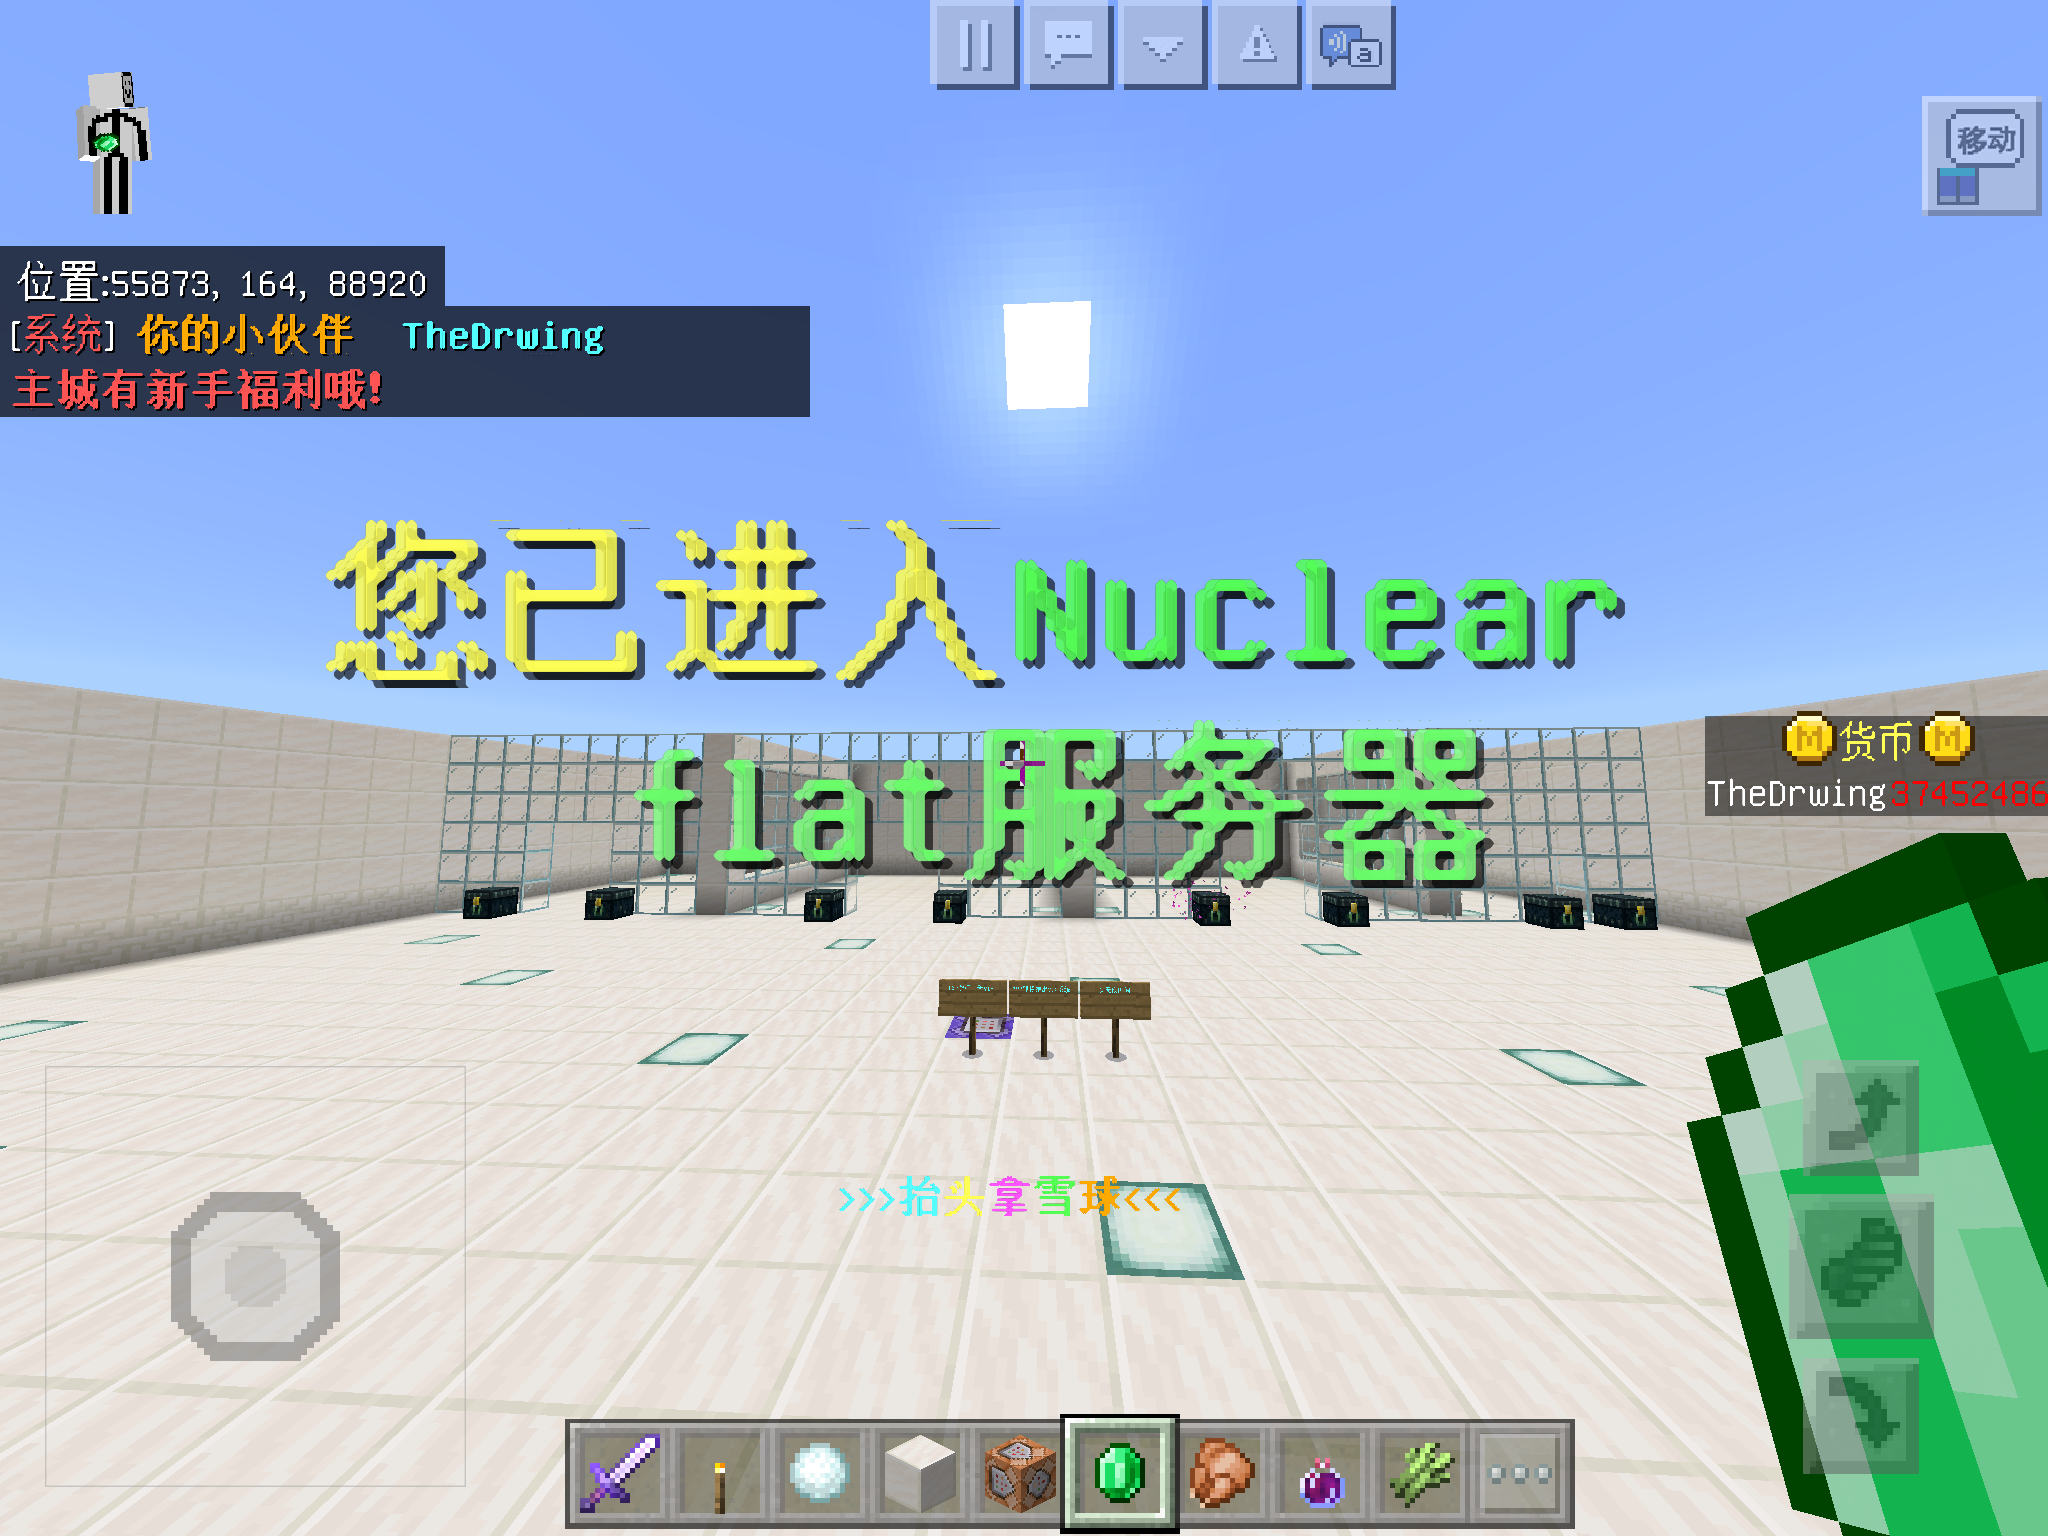 移动
位置:55873, 164, 88920
[系统] 你的小伙伴 TheDrwing
主城有新手福利哦!
您已进入Nuclear
flat服务器
货币
TheDrwing 37452486
>>>抬头拿雪球<<<